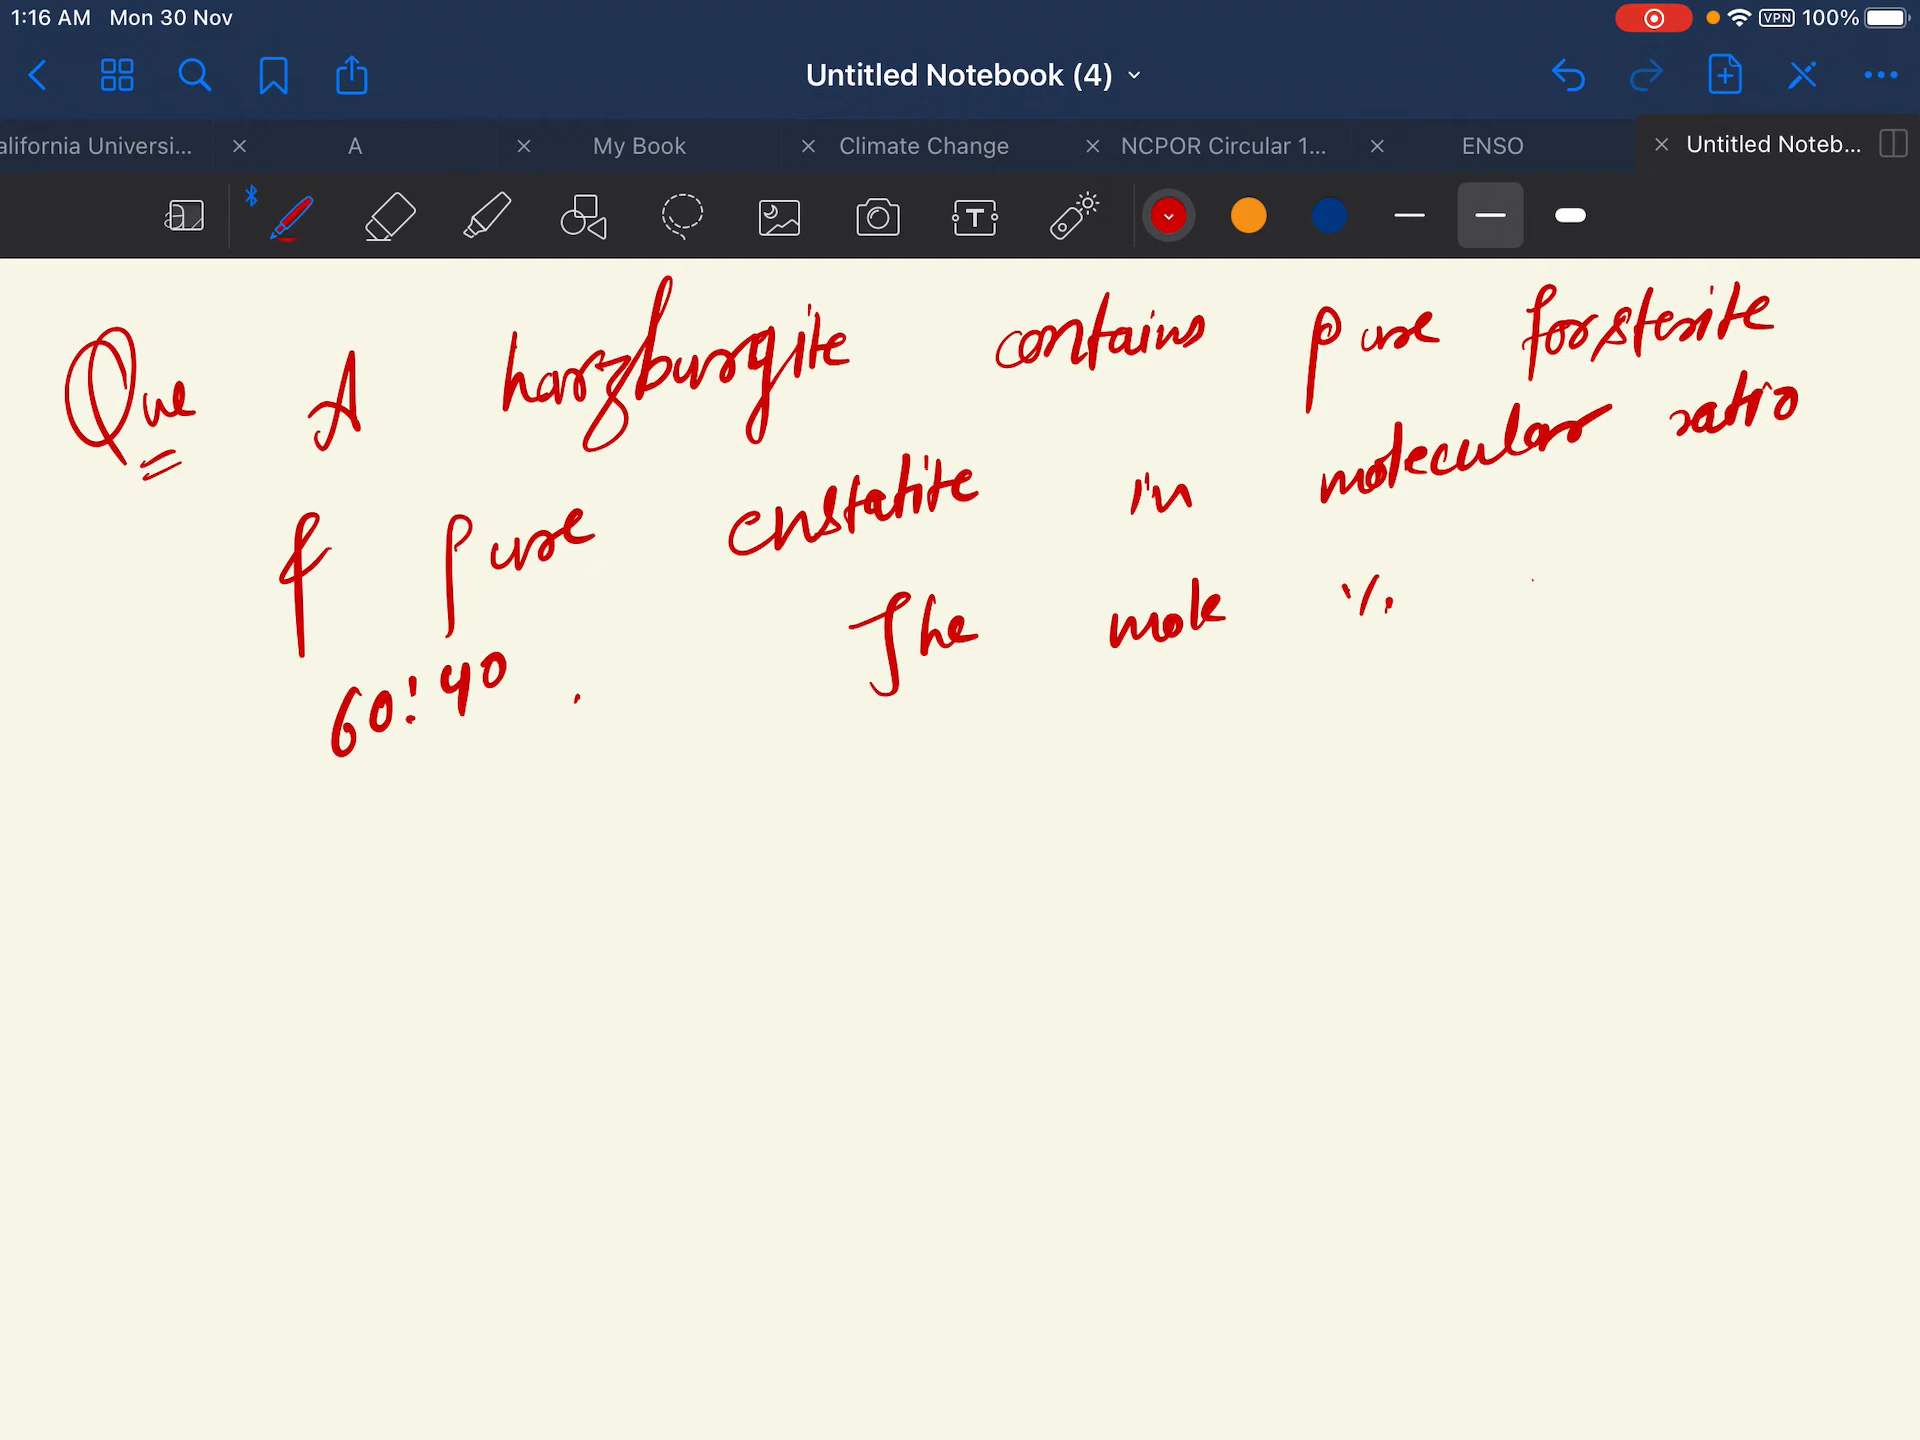 1:16 AM Mon 30 Nov VPN 100%
Untitled Notebook (4)
alifornia Universi... A My Book Climate Change NCPOR Circular 1... ENSO Untitled Noteb...
Que A harzburgite contains pure forsterite
& pure enstatite in molecular ratio
60:40. The mole %